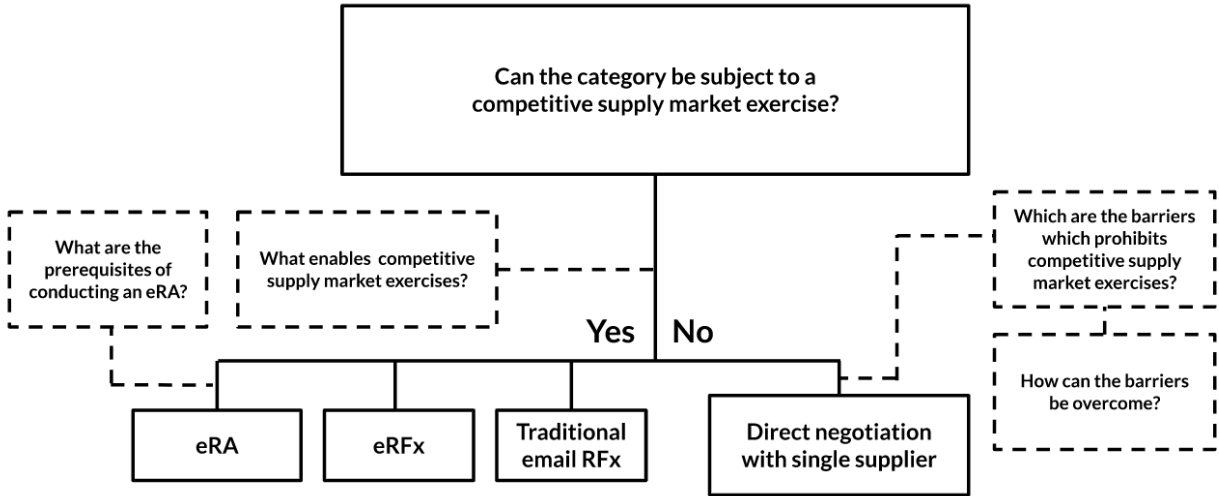 Can the category be subject to a
competitive supply market exercise?
What are the
prerequisites of
conducting an eRA?
What enables competitive
supply market exercises?
Which are the barriers
which prohibits
competitive supply
market exercises?
Yes
No
How can the barriers
be overcome?
eRA
eRFx
Traditional
email RFx
Direct negotiation
with single supplier